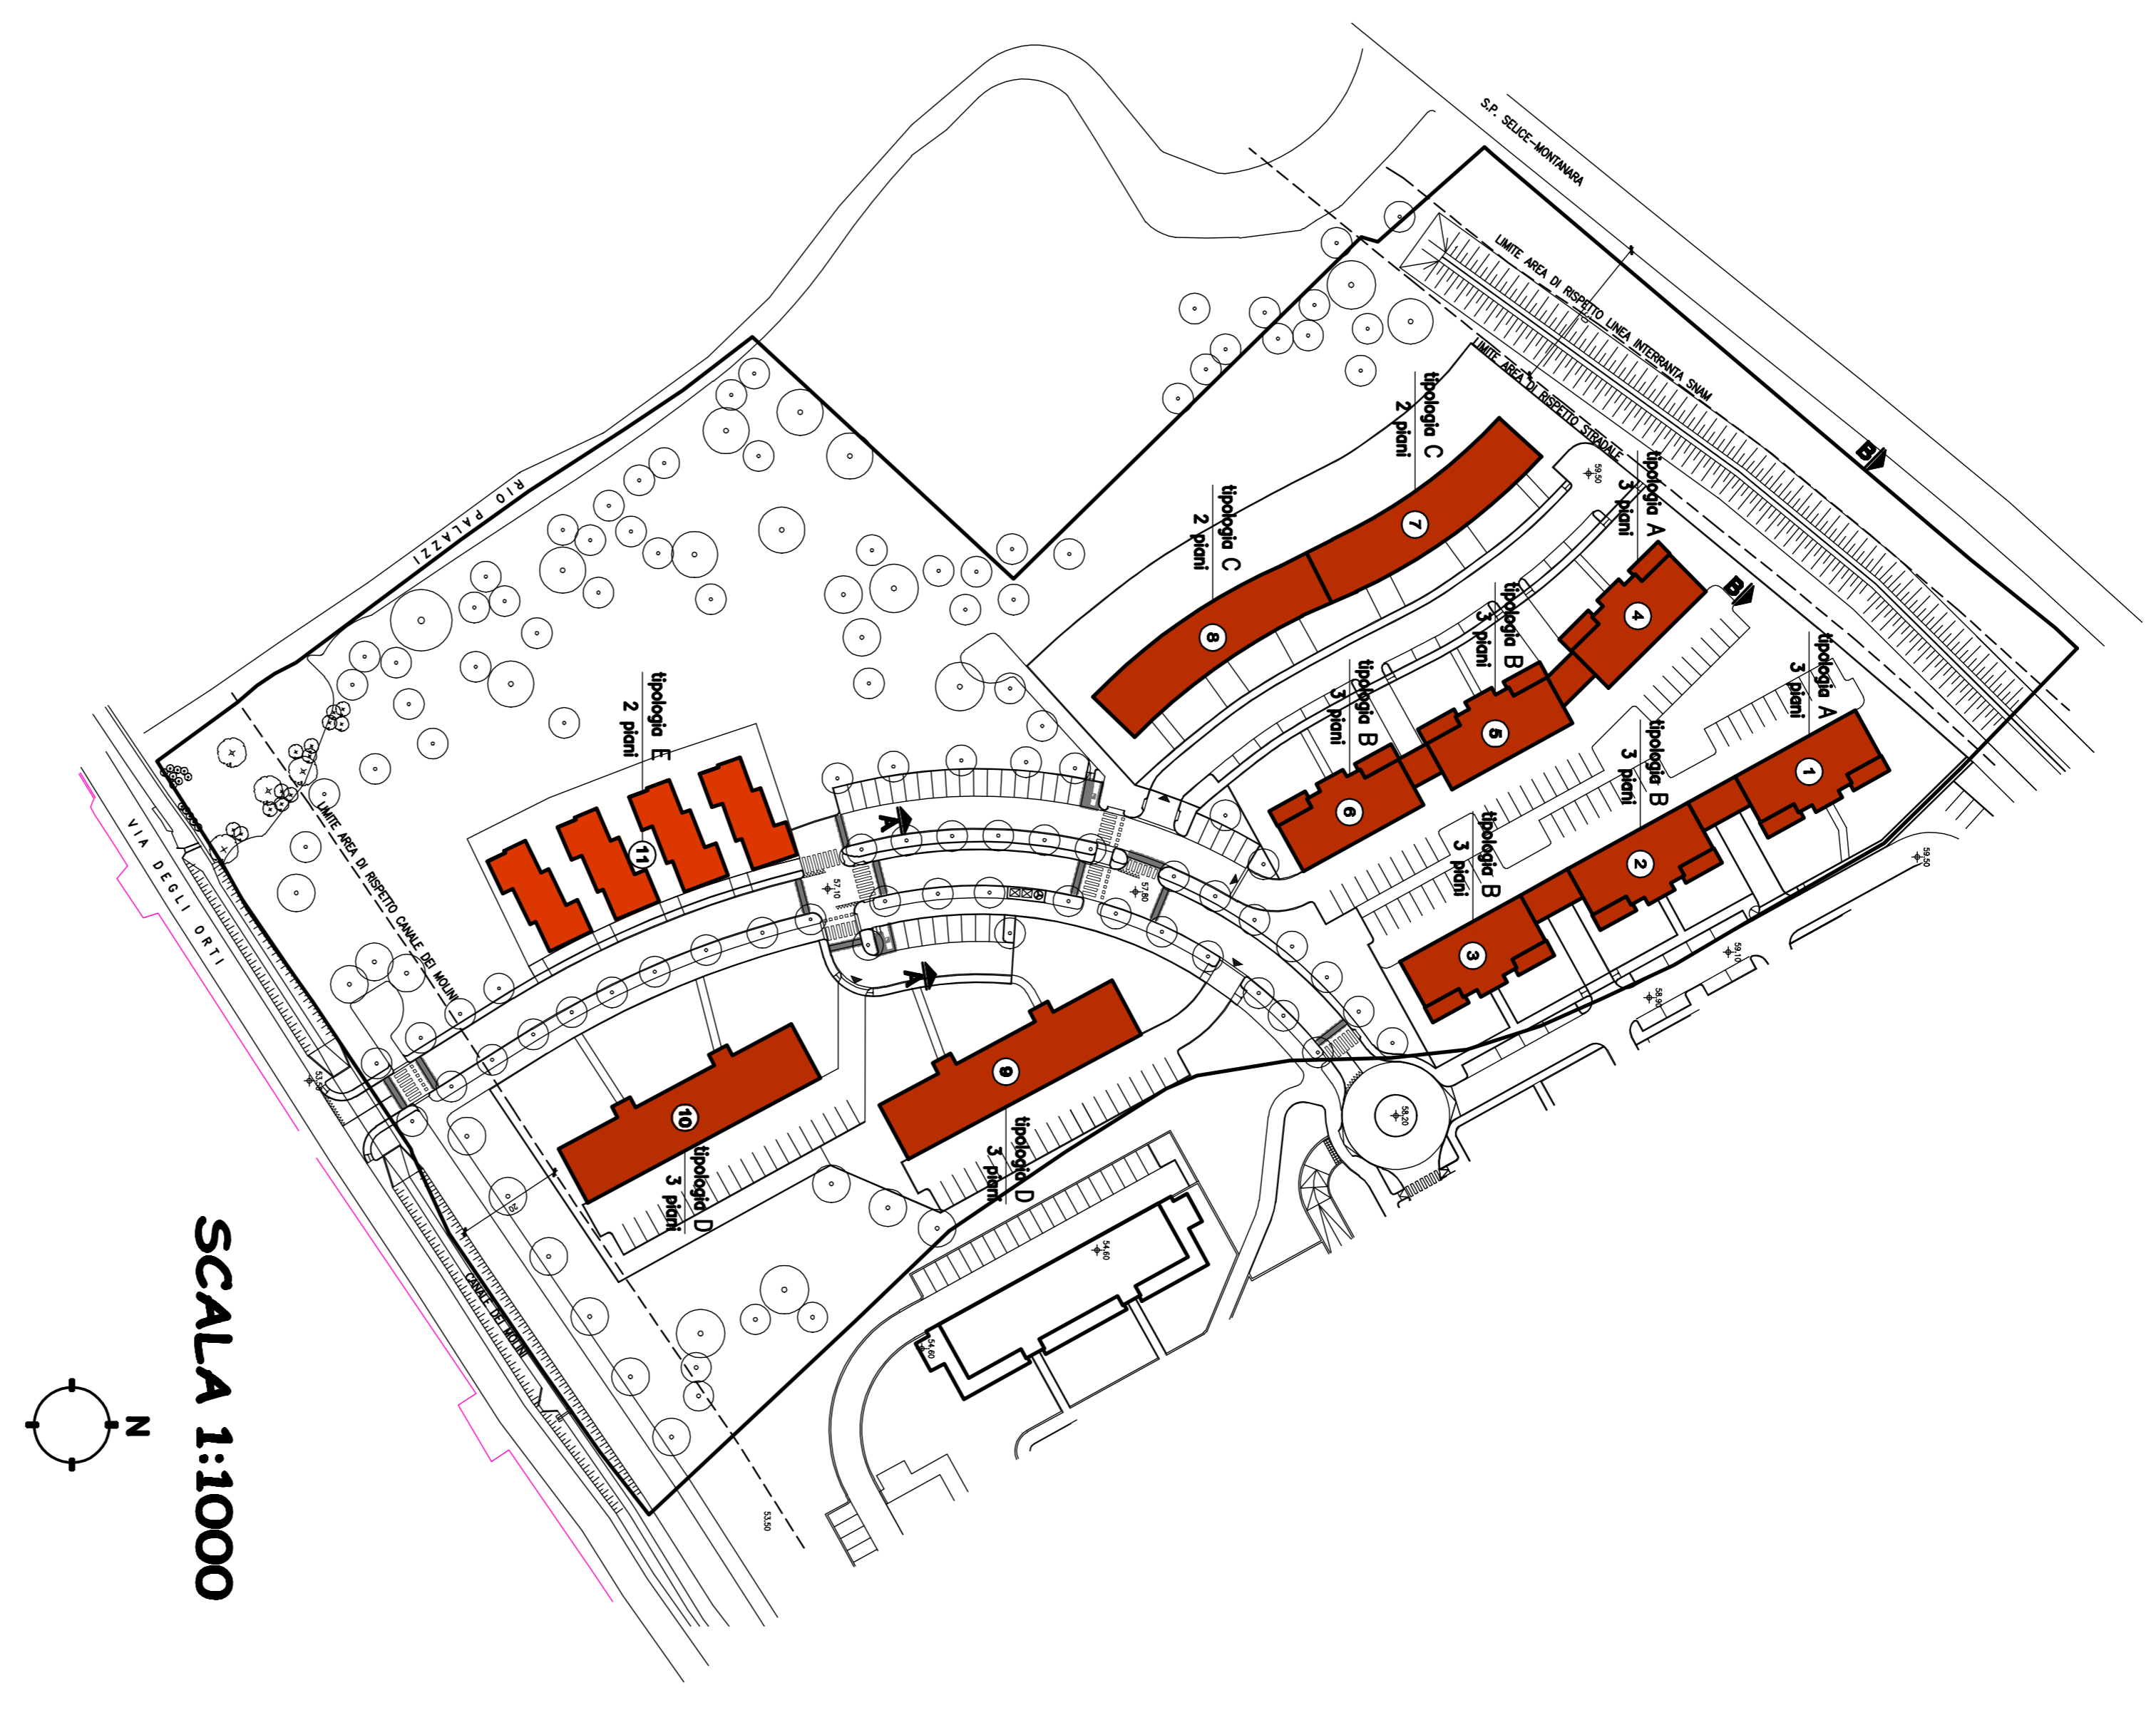 S.P. SELICE-MONTANARA
LIMITE AREA DI RISPETTO LINEA INTERRANTA SNAM
LIMITE AREA DI RISPETTO STRADALE
B
B
tipologia C
2 piani
7
tipologia C
2 piani
8
59,50
tipologia A
3 piani
4
tipologia B
3 piani
5
tipologia B
3 piani
6
tipologia A
3 piani
1
tipologia B
3 piani
2
tipologia B
3 piani
3
59,50
59,10
58,90
58,20
RIO PALAZZI
tipologia E
2 piani
11
A
A
57,10
57,80
9
tipologia D
3 piani
10
tipologia D
3 piani
LIMITE AREA DI RISPETTO CANALE DEI MOLINI
VIA DEGLI ORTI
20
CANALE DEI MOLINI
54,60
54,60
53,50
SCALA 1:1000
N